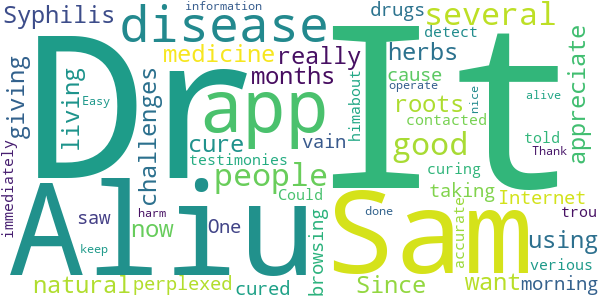 information
Syphilis
disease
drugs
several
Dr
It
giving
living
medicine
really
months
detect
herbs
cause
app
operate
appreciate
challenges
roots
nice
alive
cure
vain
himabout
contacted
Easy
testimonies
good
told
Thank
immediately
people
curing
Aliu
Sam
Could
taking
Internet
saw
harm
One
browsing
accurate
trou
now
done
using
keep
verious
natural
perplexed
cured
Since
want
morning